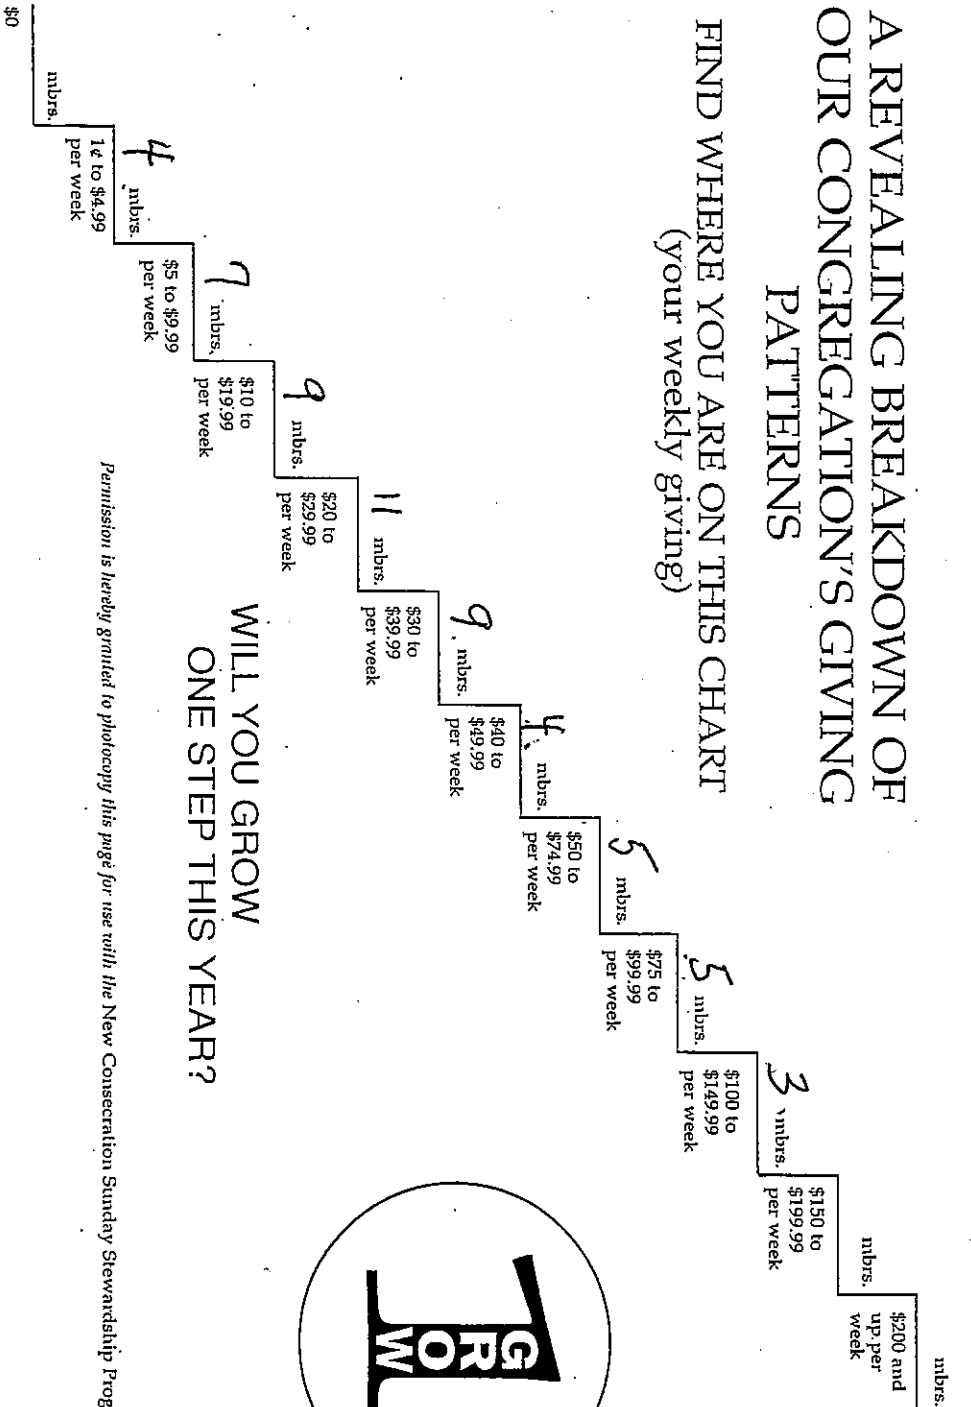 A REVEALING BREAKDOWN OF
OUR CONGREGATION'S GIVING
PATTERNS
FIND WHERE YOU ARE ON THIS CHART
(your weekly giving)
mbrs.
$0
4 mbrs.
1¢ to $4.99
per week
7 mbrs.
$5 to $9.99
per week
9 mbrs.
$10 to
$19.99
per week
11 mbrs.
$20 to
$29.99
per week
9 mbrs.
$30 to
$39.99
per week
4 mbrs.
$40 to
$49.99
per week
5 mbrs.
$50 to
$74.99
per week
5 mbrs.
$75 to
$99.99
per week
3 mbrs.
$100 to
$149.99
per week
mbrs.
$150 to
$199.99
per week
mbrs.
$200 and
up per
week
WILL YOU GROW
ONE STEP THIS YEAR?
GROW
Permission is hereby granted to photocopy this page for use with the New Consecration Sunday Stewardship Prog